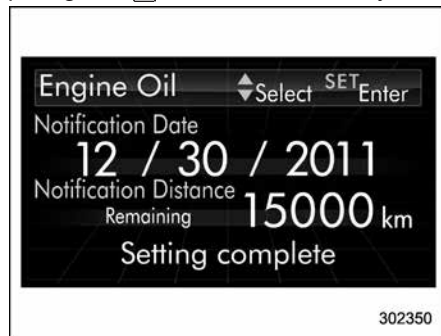 Engine Oil Select SET Enter
Notification Date
12 / 30 / 2011
Notification Distance
Remaining 15000 km
Setting complete
302350